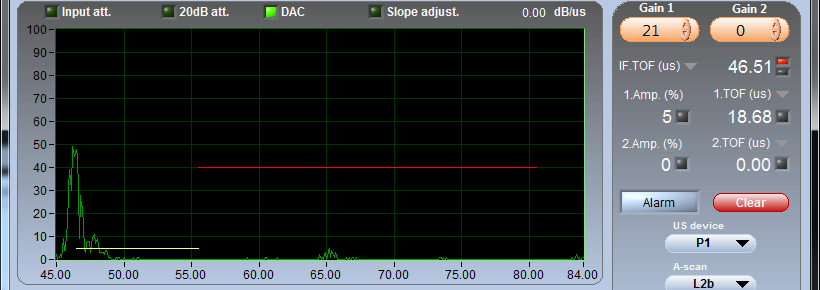 Input att. 20dB att. DAC Slope adjust. 0.00 dB/us
100
90
80
70
60
50
40
30
20
10
0
45.00 50.00 55.00 60.00 65.00 70.00 75.00 80.00 84.00
Gain 1 Gain 2
21 0
IF.TOF (us) 46.51
1.Amp. (%) 1.TOF (us)
5 18.68
2.Amp. (%) 2.TOF (us)
0 0.00
Alarm Clear
US device
P1
A-scan
L2b